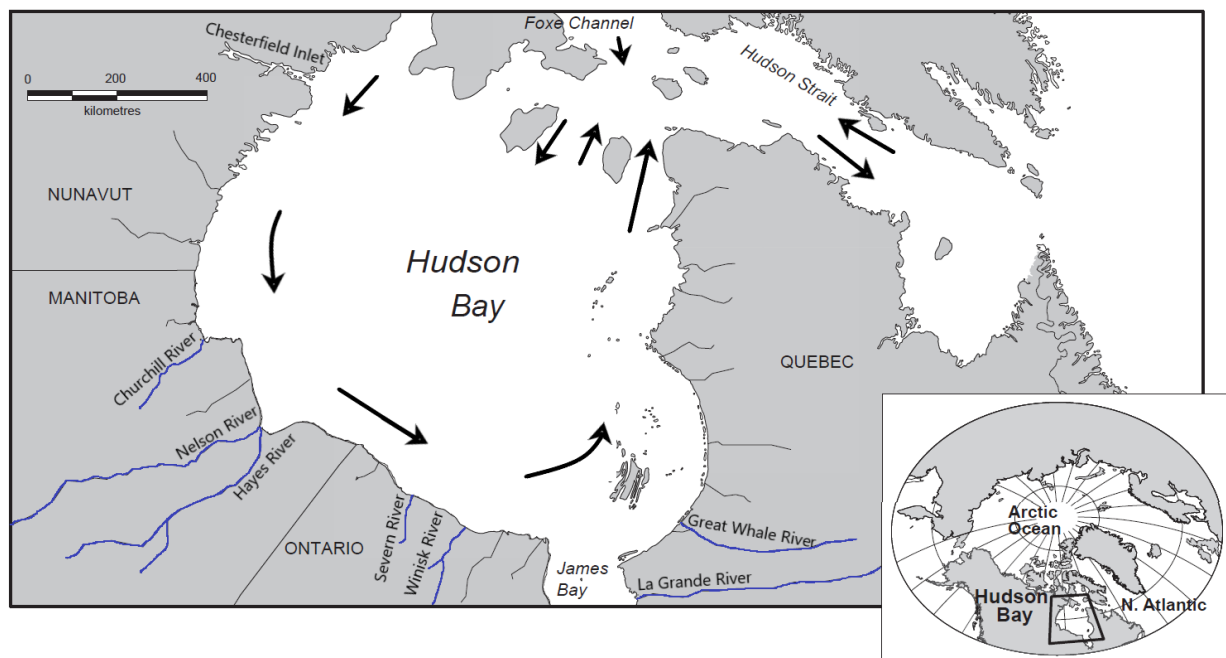 Foxe Channel
Chesterfield Inlet
Hudson Strait
0 200 400
kilometres
NUNAVUT
Hudson
Bay
MANITOBA
QUEBEC
Churchill River
Nelson River
Hayes River
Severn River
Winisk River
ONTARIO
Great Whale River
James
Bay
La Grande River
Arctic
Ocean
Hudson
Bay
N. Atlantic